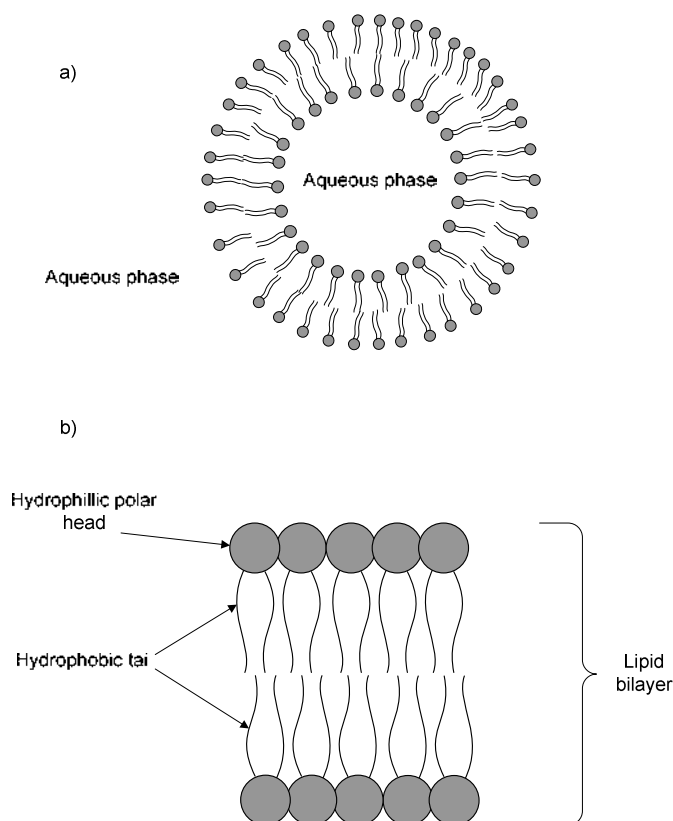 a)
Aqueous phase
Aqueous phase
b)
Hydrophillic polar
head
Hydrophobic tai
Lipid
bilayer